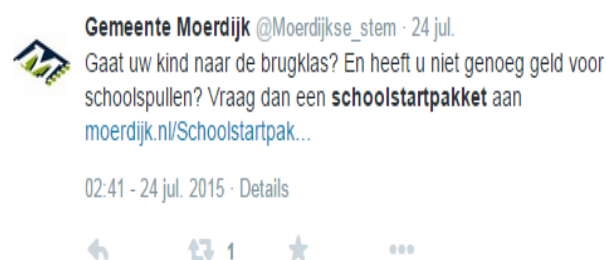 Gemeente Moerdijk @Moerdijkse_stem · 24 jul.
Gaat uw kind naar de brugklas? En heeft u niet genoeg geld voor
schoolspullen? Vraag dan een schoolstartpakket aan
moerdijk.nl/Schoolstartpak...
02:41 - 24 jul. 2015 · Details
1